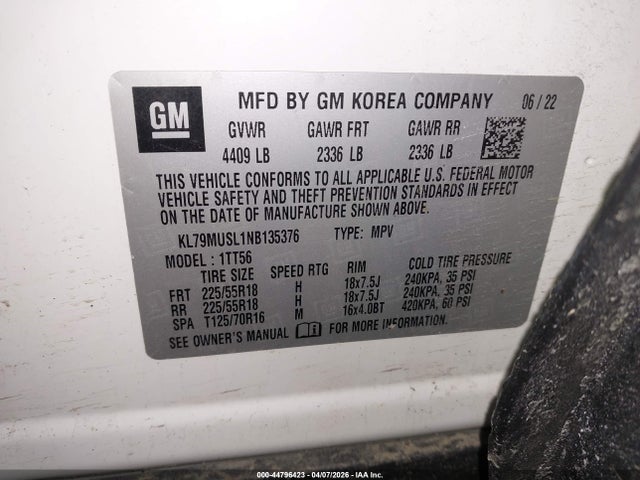 GM
MFD BY GM KOREA COMPANY 06 / 22
GVWR GAWR FRT GAWR RR
4409 LB 2336 LB 2336 LB
THIS VEHICLE CONFORMS TO ALL APPLICABLE U.S. FEDERAL MOTOR
VEHICLE SAFETY AND THEFT PREVENTION STANDARDS IN EFFECT
ON THE DATE OF MANUFACTURE SHOWN ABOVE.
KL79MUSL1NB135376 TYPE: MPV
MODEL : 1TT56
TIRE SIZE SPEED RTG RIM COLD TIRE PRESSURE
FRT 225/55R18 H 18x7.5J 240KPA, 35 PSI
RR 225/55R18 H 18x7.5J 240KPA, 35 PSI
SPA T125/70R16 M 16x4.0BT 420KPA, 60 PSI
SEE OWNER'S MANUAL FOR MORE INFORMATION.
000-44796423 - 04/07/2026 - IAA Inc.